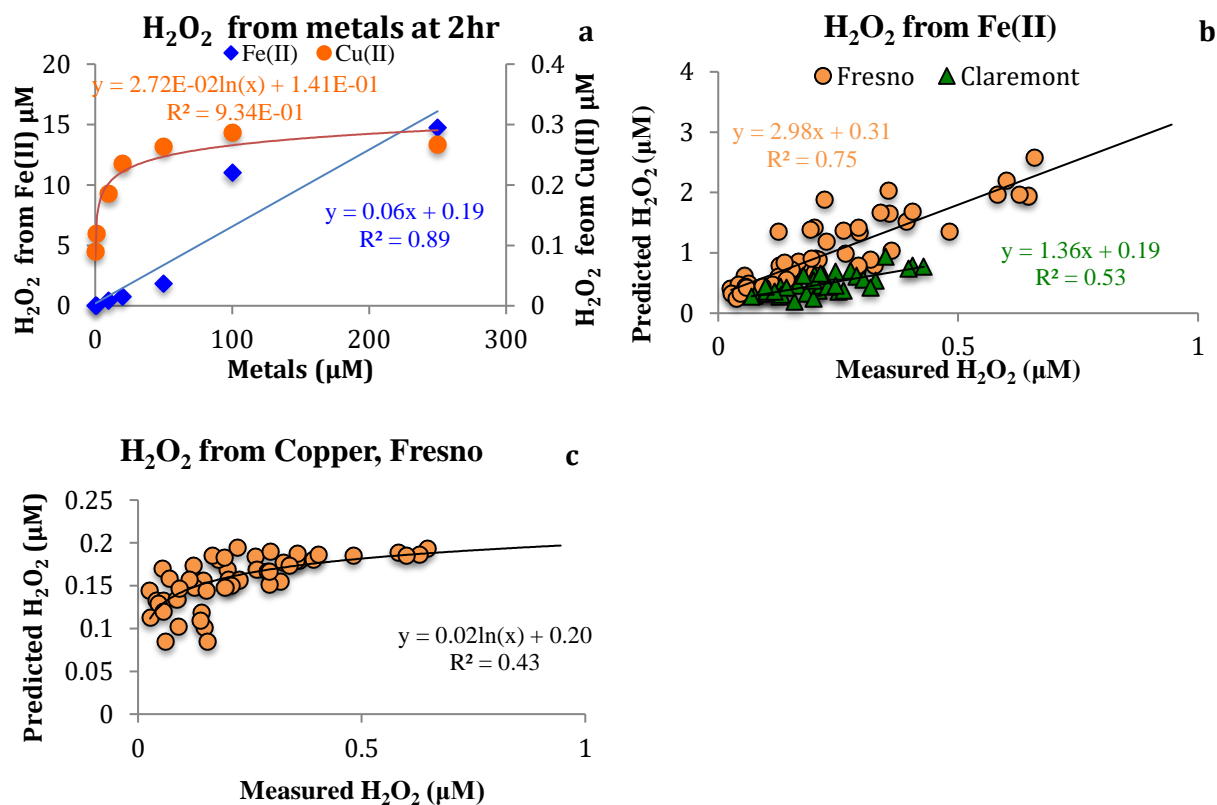 H₂O₂ from metals at 2hr
a
Fe(II) Cu(II)
y = 2.72E-02ln(x) + 1.41E-01
R² = 9.34E-01
y = 0.06x + 0.19
R² = 0.89
20
15
10
5
0
0.4
0.3
0.2
0.1
0
0 100 200 300
H₂O₂ from Fe(II) μM
H₂O₂ feom Cu(II) μM
Metals (μM)
H₂O₂ from Fe(II)
b
Fresno Claremont
y = 2.98x + 0.31
R² = 0.75
y = 1.36x + 0.19
R² = 0.53
4
3
2
1
0
0 0.5 1
Predicted H₂O₂ (μM)
Measured H₂O₂ (μM)
H₂O₂ from Copper, Fresno
c
0.25
0.2
0.15
0.1
0.05
0
y = 0.02ln(x) + 0.20
R² = 0.43
0 0.5 1
Predicted H₂O₂ (μM)
Measured H₂O₂ (μM)